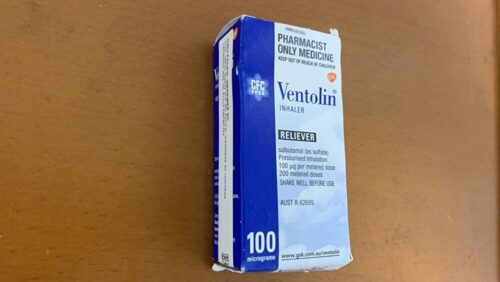 PHARMACIST
ONLY MEDICINE
KEEP OUT OF REACH OF CHILDREN
gsk
CFC
FREE
Ventolin®
INHALER
RELIEVER
salbutamol (as sulfate)
Pressurised Inhalation
100 µg per metered dose
200 metered doses
SHAKE WELL BEFORE USE
AUST R 62695
100
micrograms
www.gsk.com.au/ventolin